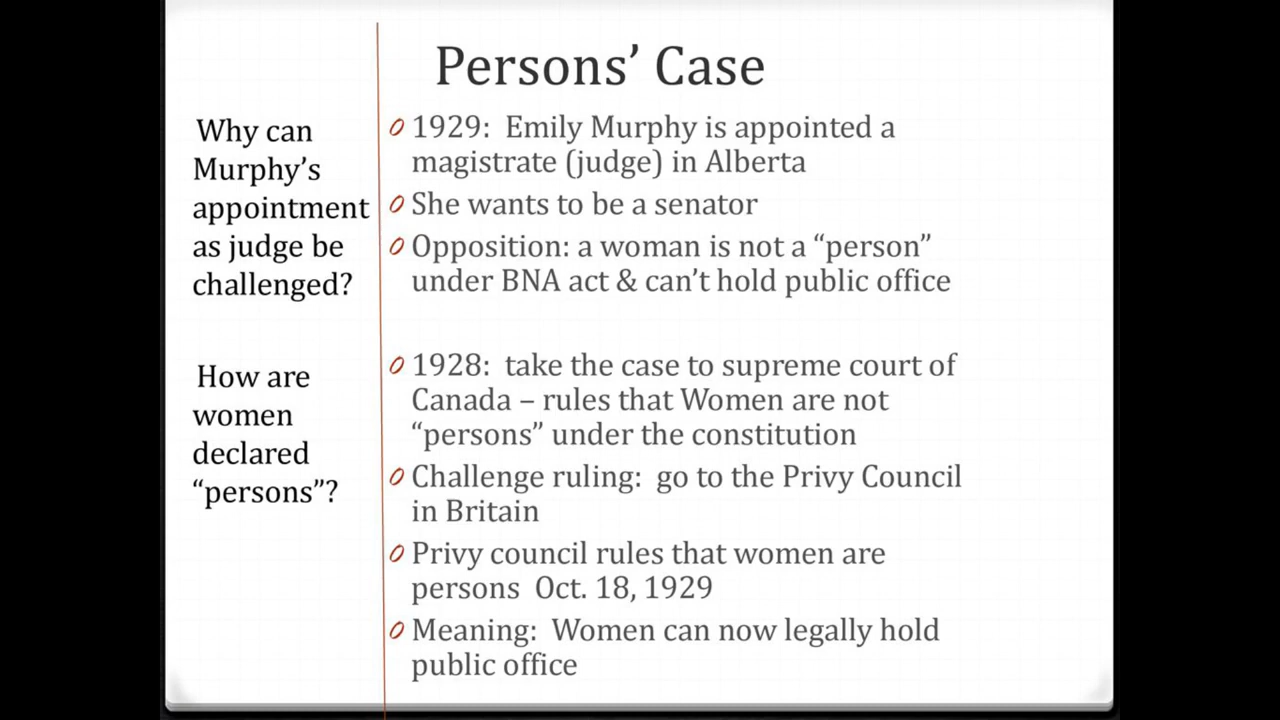 Persons’ Case
Why can
Murphy’s
appointment
as judge be
challenged?
1929:  Emily Murphy is appointed a
magistrate (judge) in Alberta
She wants to be a senator
Opposition: a woman is not a “person”
under BNA act & can’t hold public office
How are
women
declared
“persons”?
1928:  take the case to supreme court of
Canada – rules that Women are not
“persons” under the constitution
Challenge ruling:  go to the Privy Council
in Britain
Privy council rules that women are
persons  Oct. 18, 1929
Meaning:  Women can now legally hold
public office